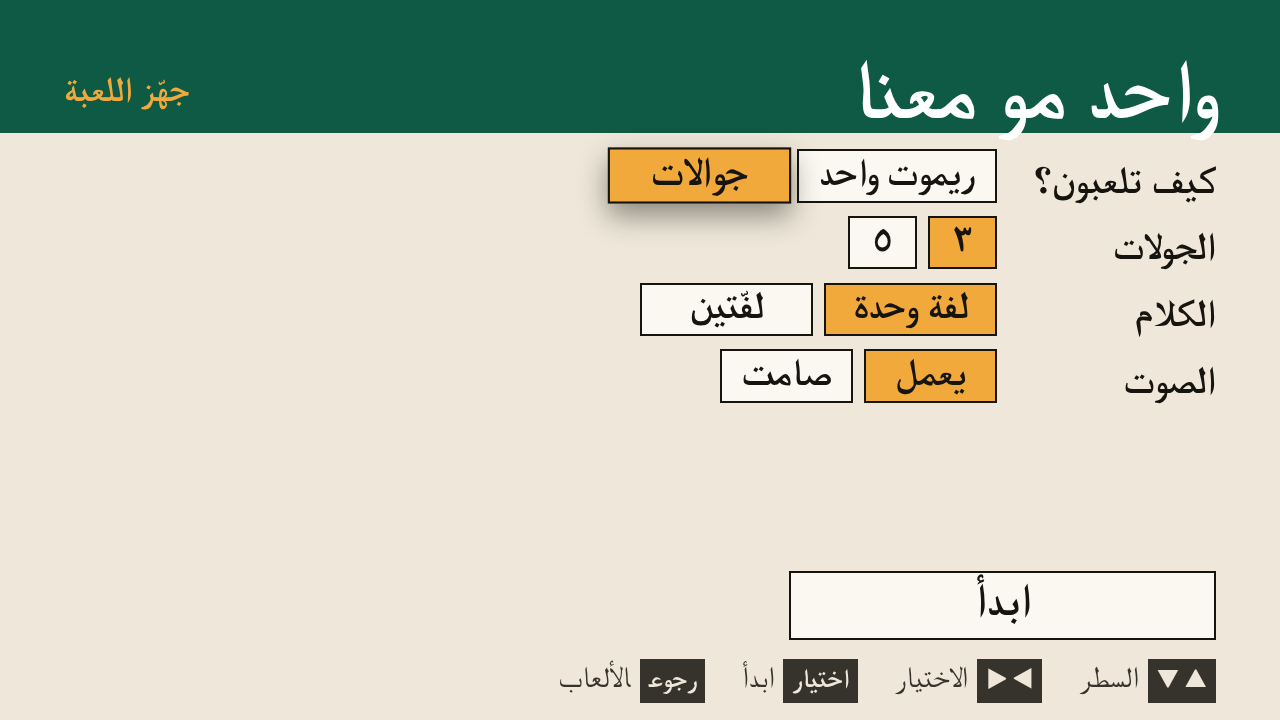 واحد مو معنا
جهّز اللعبة
كيف تلعبون؟ ريموت واحد جوالات
الجولات ٣ ٥
الكلام لفة وحدة لفّتين
الصوت يعمل صامت
ابدأ
▲▼ السطر ◀▶ الاختيار اختيار ابدأ رجوع الألعاب